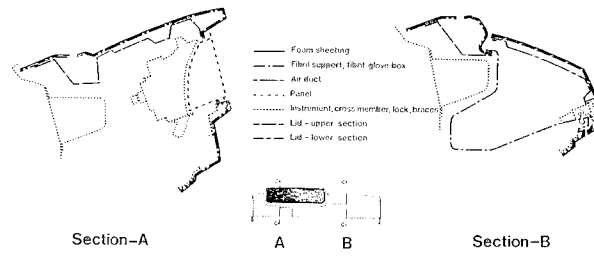 Foam sheeting
Fibril support, fibril glove box
Air duct
Panel
Instrument, cross member, lock, braces
Lid - upper section
Lid - lower section
Section-A
A
B
Section-B